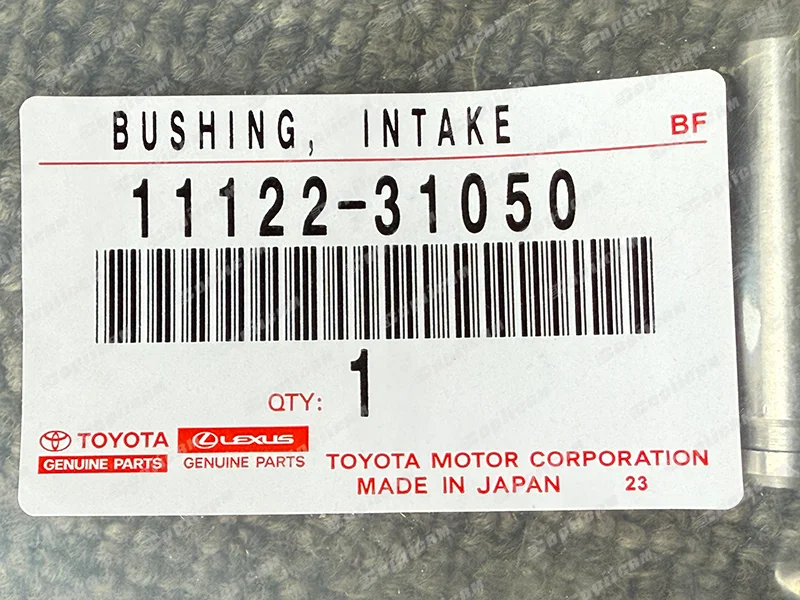 BUSHING, INTAKE
BF
11122-31050
QTY: 1
TOYOTA
GENUINE PARTS
LEXUS
GENUINE PARTS
TOYOTA MOTOR CORPORATION
MADE IN JAPAN 23